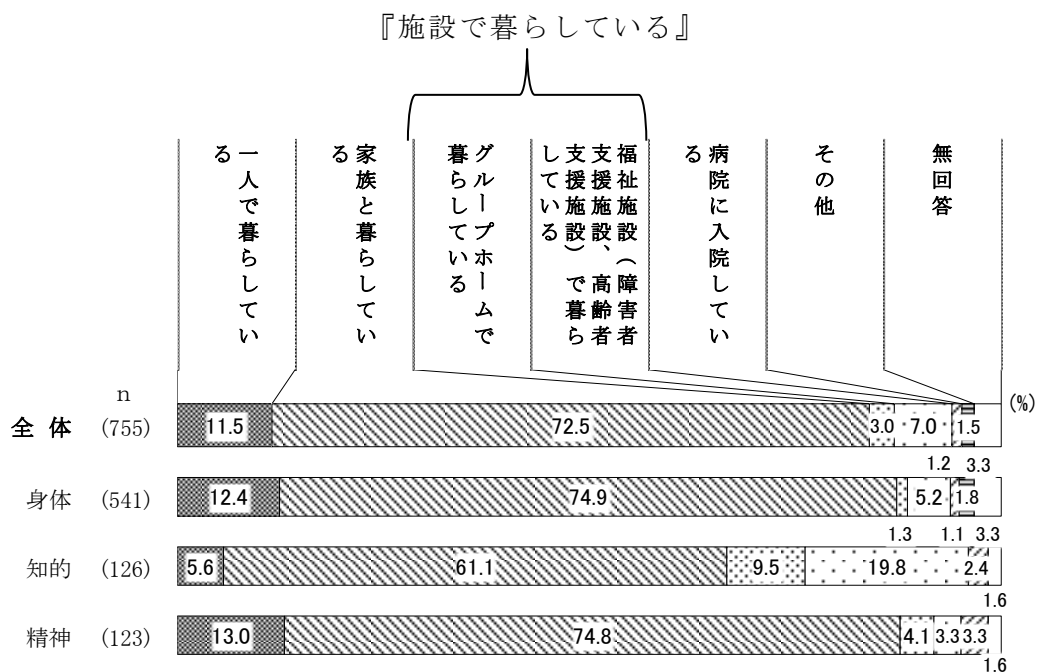 『施設で暮らしている』
一人で暮らしてい
る
家族と暮らしてい
る
グループホームで
暮らしている
福祉施設（障害者
支援施設、高齢者
支援施設）で暮ら
している
病院に入院してい
る
その他
無回答
n
(%)
全 体 (755) 11.5 72.5 3.0 7.0 1.5
1.2 3.3
身体 (541) 12.4 74.9 5.2 1.8
1.3 1.1 3.3
知的 (126) 5.6 61.1 9.5 19.8 2.4
1.6
精神 (123) 13.0 74.8 4.1 3.3 3.3
1.6